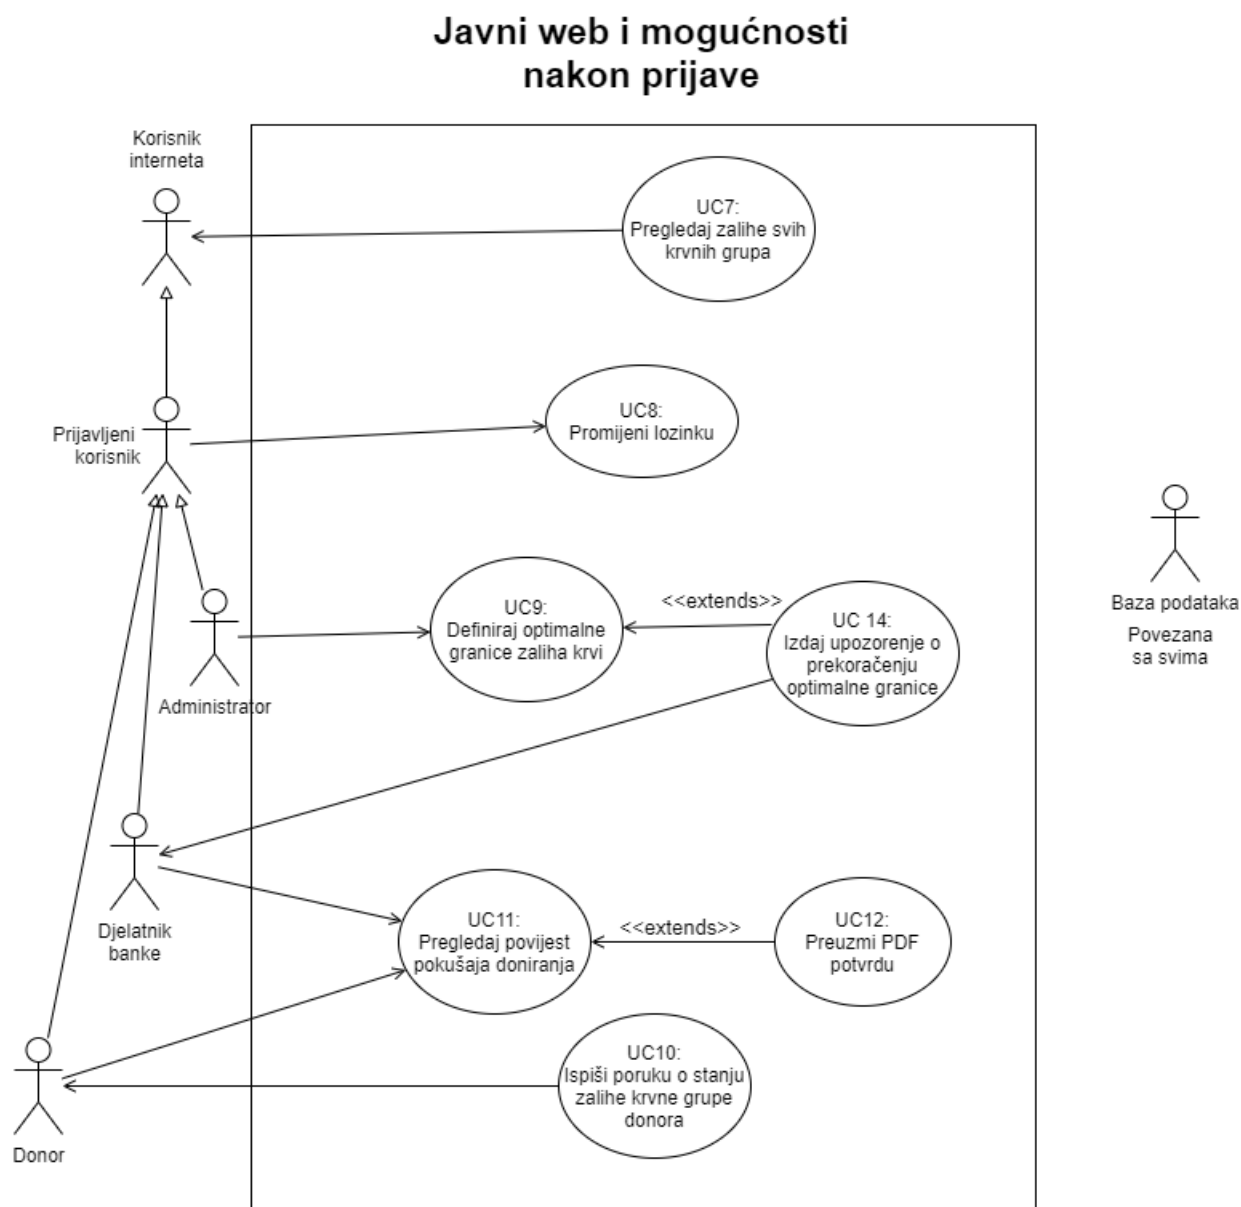 Javni web i mogućnosti
nakon prijave
Korisnik
interneta
UC7:
Pregledaj zalihe svih
krvnih grupa
Prijavljeni
korisnik
UC8:
Promijeni lozinku
Baza podataka
Povezana
sa svima
Administrator
UC9:
Definiraj optimalne
granice zaliha krvi
<<extends>>
UC 14:
Izdaj upozorenje o
prekoračenju
optimalne granice
Djelatnik
banke
UC11:
Pregledaj povijest
pokušaja doniranja
<<extends>>
UC12:
Preuzmi PDF
potvrdu
Donor
UC10:
Ispiši poruku o stanju
zalihe krvne grupe
donora